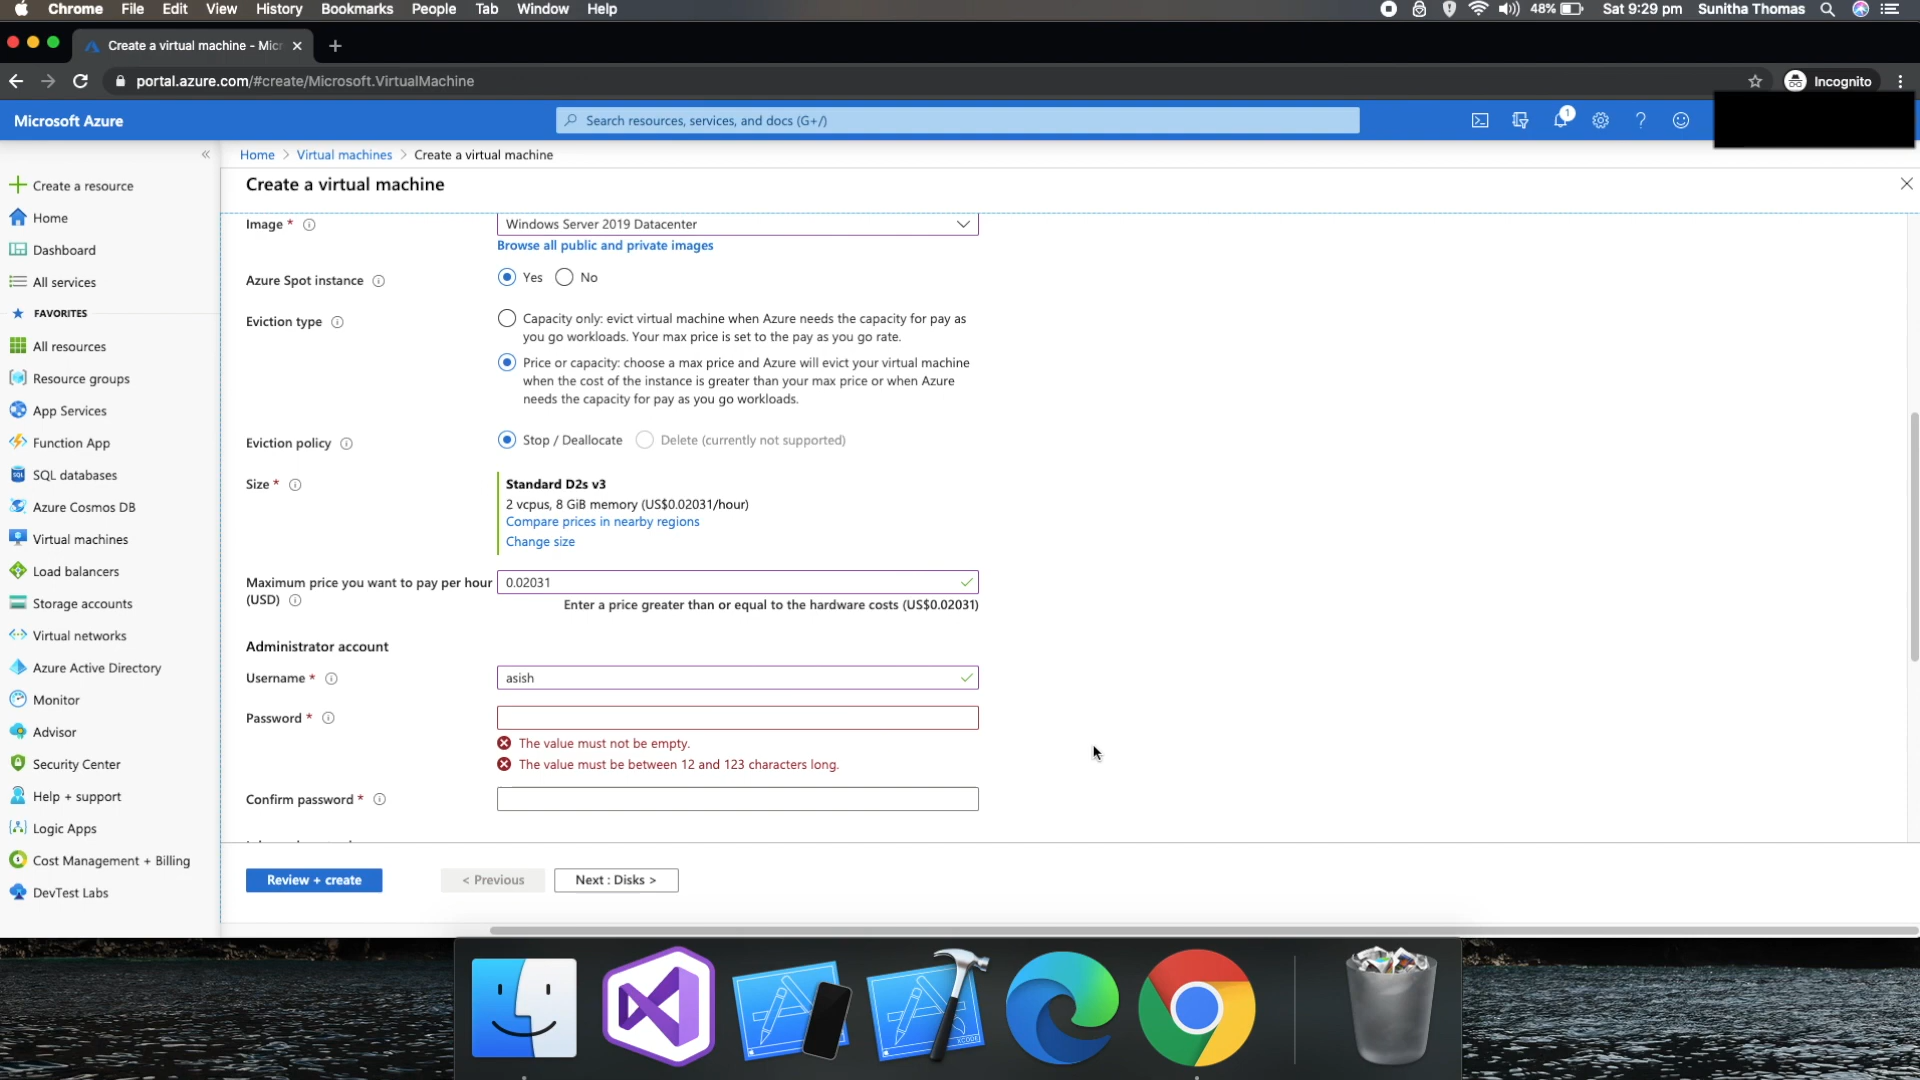 Chrome File Edit View History Bookmarks People Tab Window Help 48% Sat 9:29 pm Sunitha Thomas
Create a virtual machine - Micr
portal.azure.com/#create/Microsoft.VirtualMachine Incognito
Microsoft Azure Search resources, services, and docs (G+/) 1
Home > Virtual machines > Create a virtual machine
Create a virtual machine
Create a resource
Home
Dashboard
All services
FAVORITES
All resources
Resource groups
App Services
Function App
SQL databases
Azure Cosmos DB
Virtual machines
Load balancers
Storage accounts
Virtual networks
Azure Active Directory
Monitor
Advisor
Security Center
Help + support
Logic Apps
Cost Management + Billing
DevTest Labs
Image * Windows Server 2019 Datacenter
Browse all public and private images
Azure Spot instance Yes No
Eviction type Capacity only: evict virtual machine when Azure needs the capacity for pay as
you go workloads. Your max price is set to the pay as you go rate.
Price or capacity: choose a max price and Azure will evict your virtual machine
when the cost of the instance is greater than your max price or when Azure
needs the capacity for pay as you go workloads.
Eviction policy Stop / Deallocate Delete (currently not supported)
Size * Standard D2s v3
2 vcpus, 8 GiB memory (US$0.02031/hour)
Compare prices in nearby regions
Change size
Maximum price you want to pay per hour 0.02031
(USD) Enter a price greater than or equal to the hardware costs (US$0.02031)
Administrator account
Username * asish
Password *
The value must not be empty.
The value must be between 12 and 123 characters long.
Confirm password *
Review + create < Previous Next : Disks >